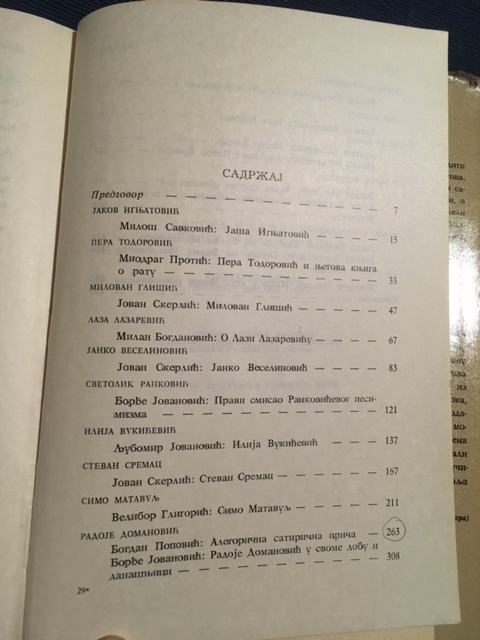 САДРЖАЈ
Предговор — — — — — — — — — — — 7
ЈАКОВ ИГЊАТОВИЋ
Милош Савковић: Јаша Игњатовић — — — — 15
ПЕРА ТОДОРОВИЋ
Миодраг Протић: Пера Тодоровић и његова књига
о рату — — — — — — — — — — — 33
МИЛОВАН ГЛИШИЋ
Јован Скерлић: Милован Глишић — — — — 47
ЛАЗА ЛАЗАРЕВИЋ
Милан Богдановић: О Лази Лазаревићу — — — 67
ЈАНКО ВЕСЕЛИНОВИЋ
Јован Скерлић: Јанко Веселиновић — — — — 83
СВЕТОЛИК РАНКОВИЋ
Борђе Јовановић: Прави смисао Ранковићевог песи-
мизма — — — — — — — — — — — 121
ИЛИЈА ВУКИЋЕВИЋ
Љубомир Јовановић: Илија Вукићевић — — — 137
СТЕВАН СРЕМАЦ
Јован Скерлић: Стеван Сремац — — — — — 167
СИМО МАТАВУЉ
Велибор Глигорић: Симо Матавуљ — — — — 211
РАДОЈЕ ДОМАНОВИЋ
Богдан Поповић: Алегорична сатирична прича — — 263
Борђе Јовановић: Радоје Домановић у своме добу и
данашњици — — — — — — — — — 308
29*